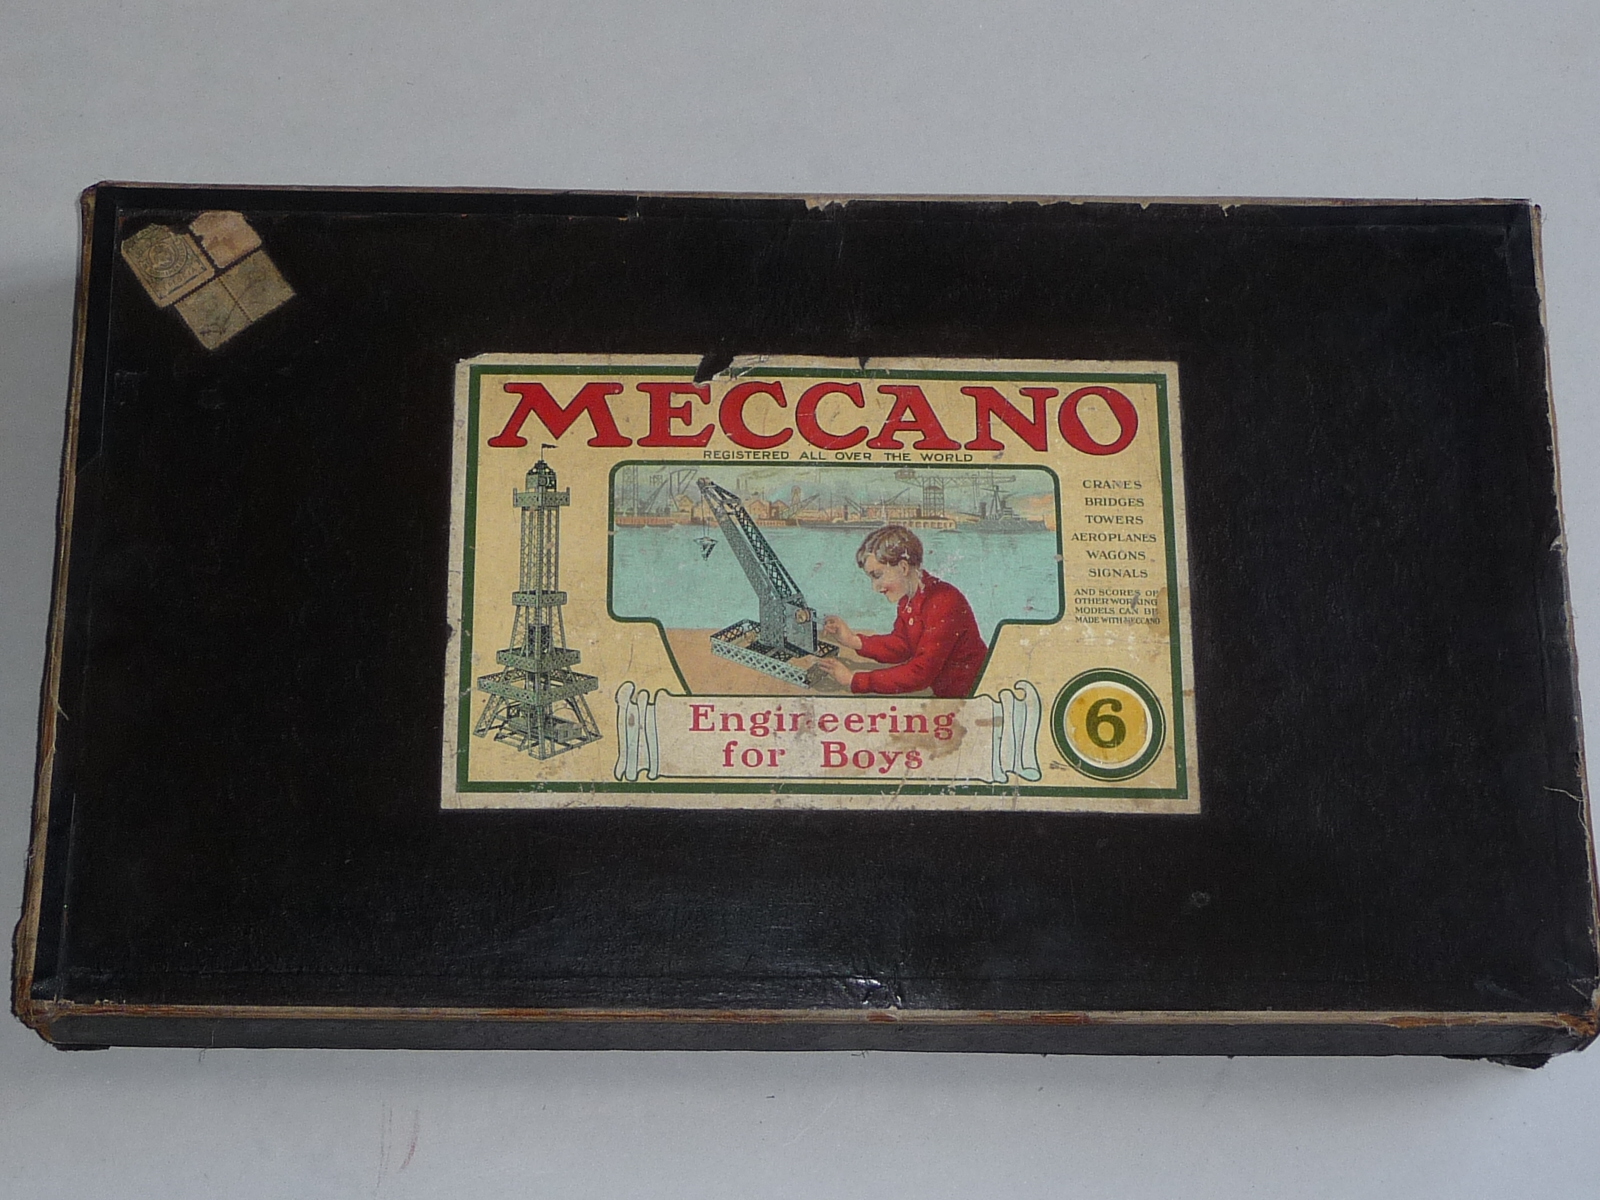 MECCANO
REGISTERED ALL OVER THE WORLD
CRANES
BRIDGES
TOWERS
AEROPLANES
WAGONS
SIGNALS
AND SCORES OF
OTHER WORKING
MODELS CAN BE
MADE WITH MECCANO
Engineering
for Boys
6